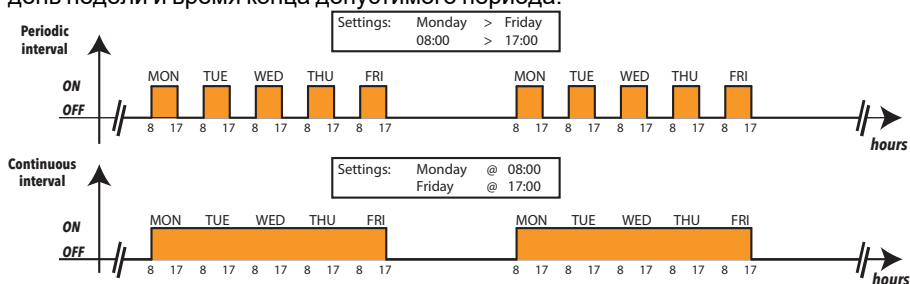 день недели и время конца допустимого периода.
Periodic
interval
Settings: Monday > Friday
08:00 > 17:00
MON TUE WED THU FRI MON TUE WED THU FRI
ON
OFF
8 17 8 17 8 17 8 17 8 17 8 17 8 17 8 17 8 17 8 17
hours
Continuous
interval
Settings: Monday @ 08:00
Friday @ 17:00
MON TUE WED THU FRI MON TUE WED THU FRI
ON
OFF
8 17 8 17 8 17 8 17 8 17 8 17 8 17 8 17 8 17 8 17
hours